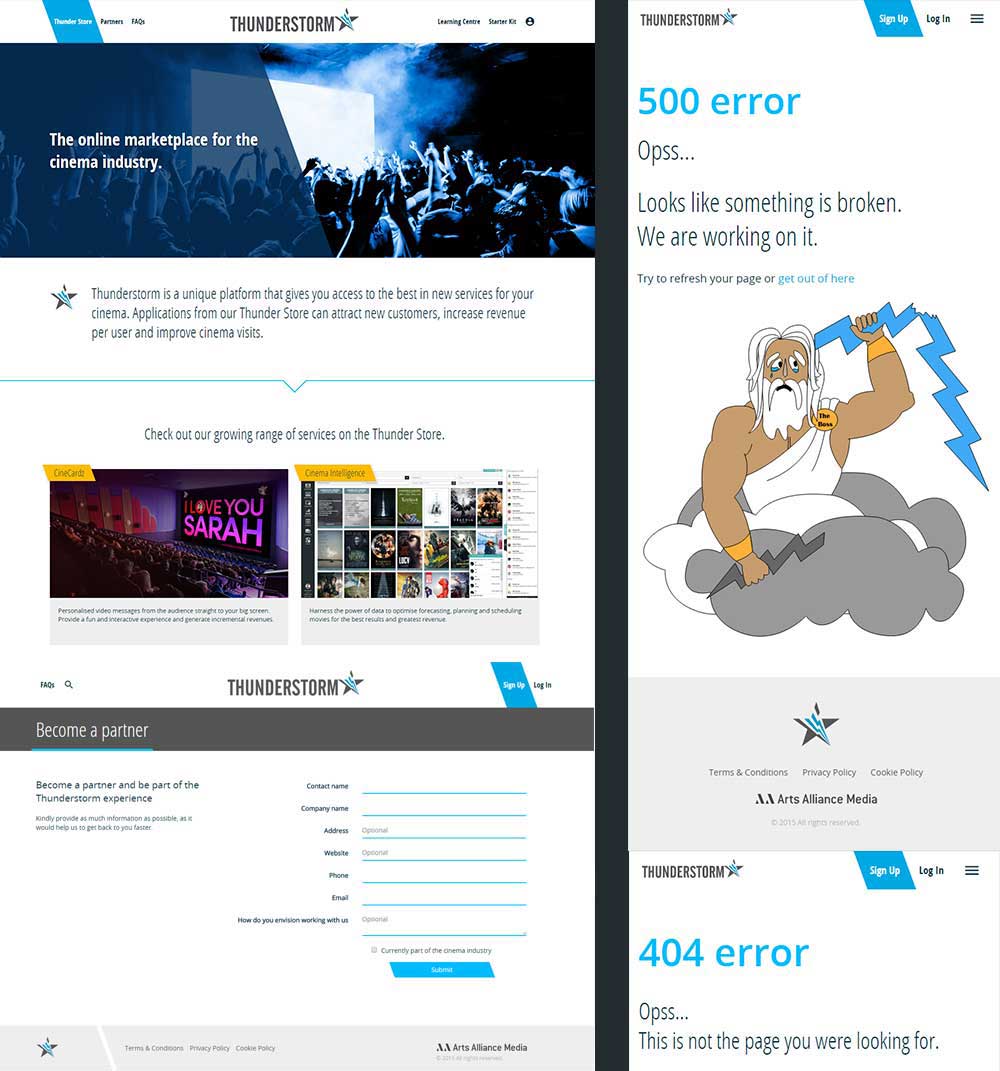 Thunder Store Partners FAQs
THUNDERSTORM
Learning Centre Starter Kit
The online marketplace for the
cinema industry.
Thunderstorm is a unique platform that gives you access to the best in new services for your
cinema. Applications from our Thunder Store can attract new customers, increase revenue
per user and improve cinema visits.
Check out our growing range of services on the Thunder Store.
CineCardz
I LOVE YOU
SARAH
Personalised video messages from the audience straight to your big screen.
Provide a fun and interactive experience and generate incremental revenues.
Cinema Intelligence
LUCY
Harness the power of data to optimise forecasting, planning and scheduling
movies for the best results and greatest revenue.
FAQs
THUNDERSTORM
Sign Up Log In
Become a partner
Become a partner and be part of the
Thunderstorm experience
Kindly provide as much information as possible, as it
would help us to get back to you faster.
Contact name
Company name
Address Optional
Website Optional
Phone
Email
How do you envision working with us Optional
Currently part of the cinema industry
Submit
Terms & Conditions Privacy Policy Cookie Policy
Arts Alliance Media
© 2015 All rights reserved.
THUNDERSTORM
Sign Up Log In
500 error
Opss...
Looks like something is broken.
We are working on it.
Try to refresh your page or get out of here
The
Boss
Terms & Conditions Privacy Policy Cookie Policy
Arts Alliance Media
© 2015 All rights reserved.
THUNDERSTORM
Sign Up Log In
404 error
Opss...
This is not the page you were looking for.